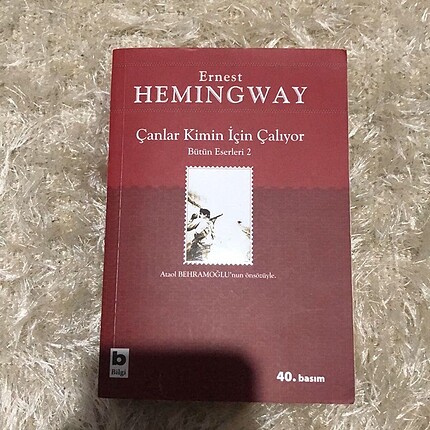 Ernest
HEMINGWAY
Çanlar Kimin İçin Çalıyor
Bütün Eserleri 2
Ataol BEHRAMOĞLU'nun önsözüyle.
b
Bilgi
40. basım